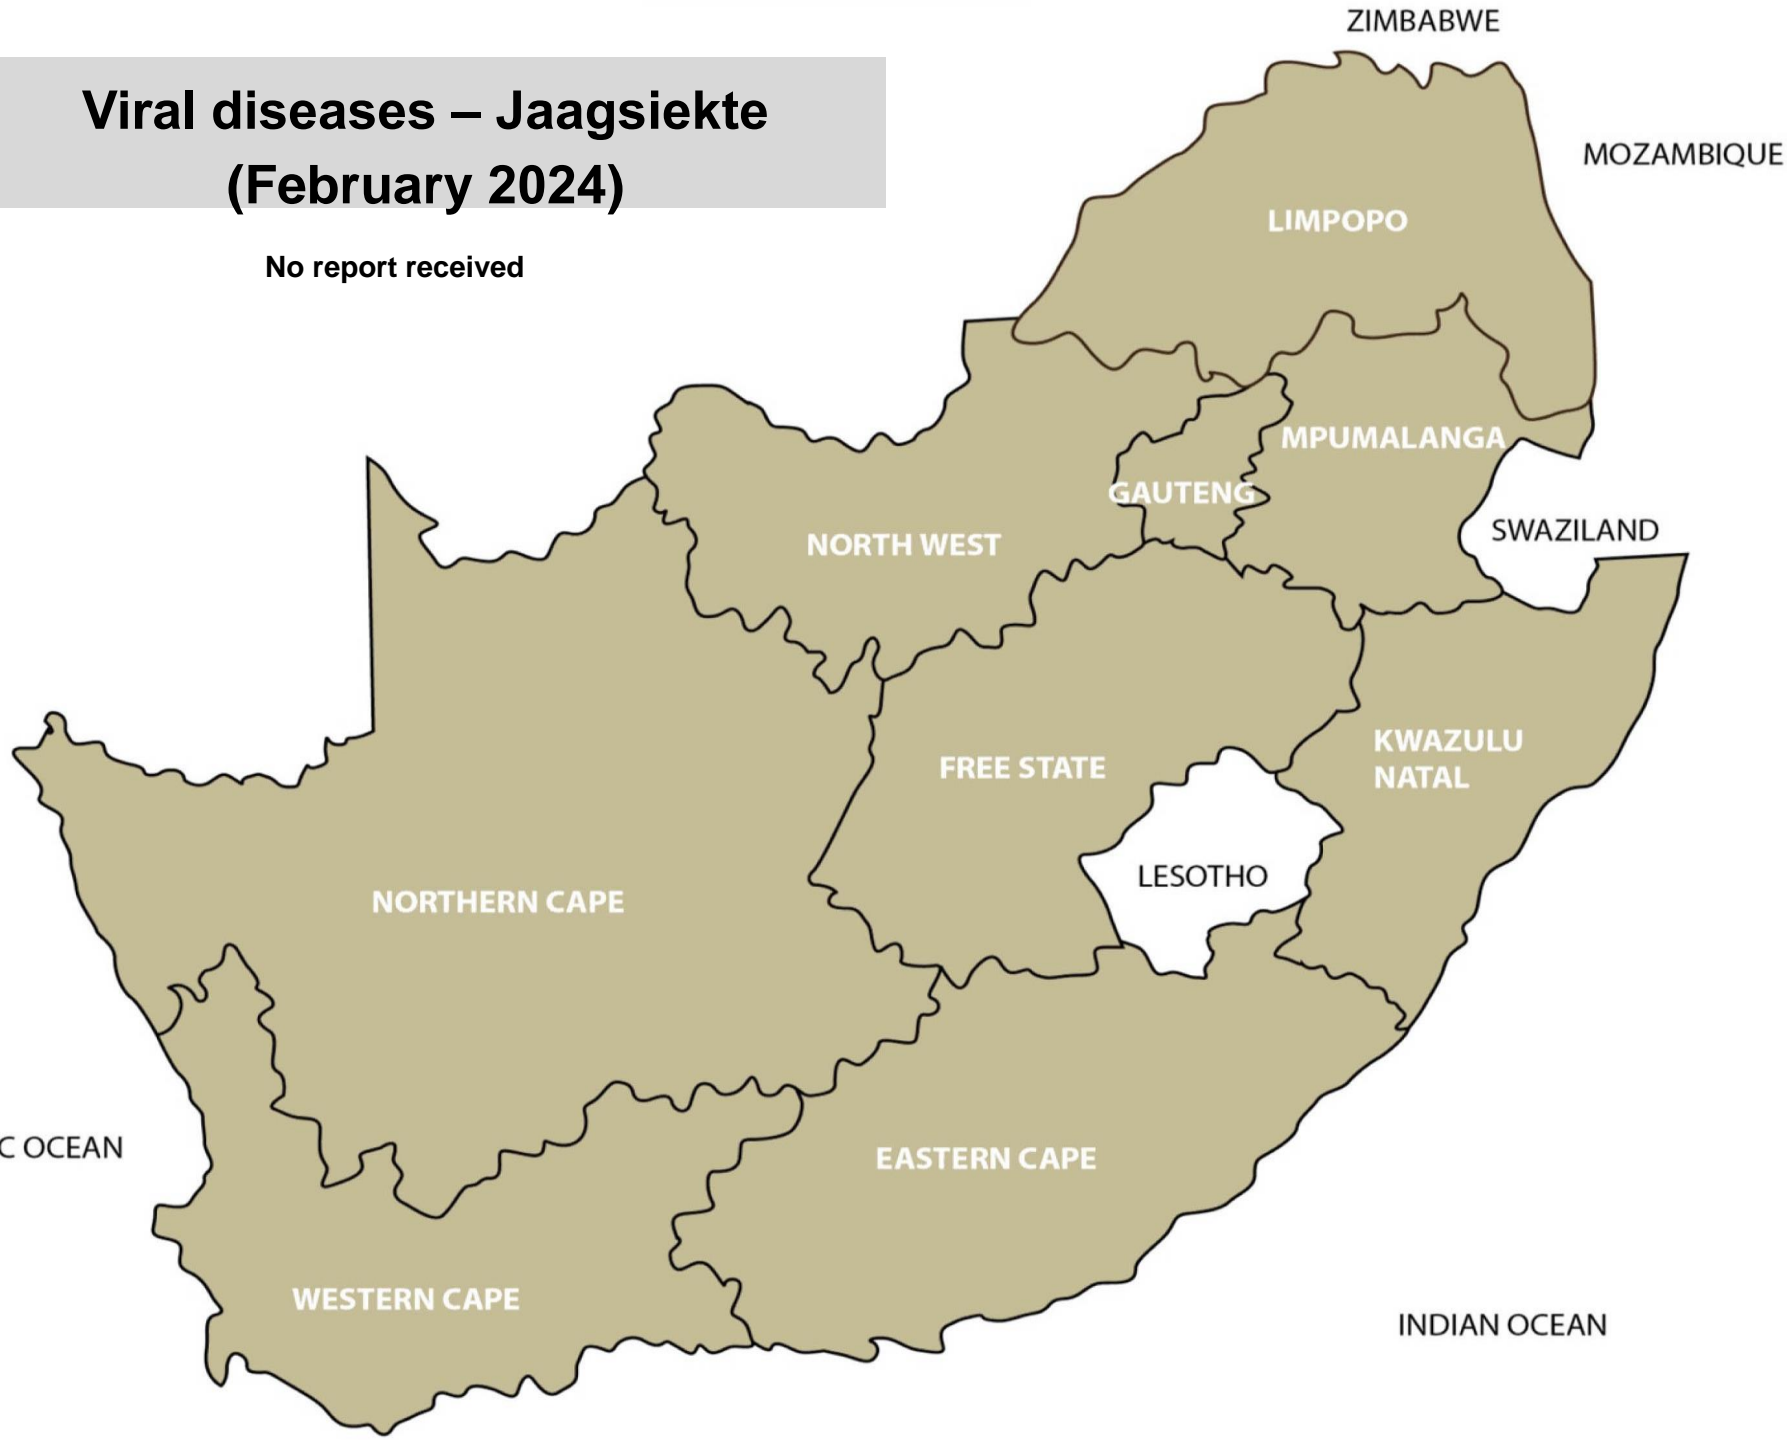 ZIMBABWE
Viral diseases – Jaagsiekte
(February 2024)
MOZAMBIQUE
LIMPOPO
No report received
MPUMALANGA
GAUTENG
SWAZILAND
NORTH WEST
KWAZULU
NATAL
FREE STATE
LESOTHO
NORTHERN CAPE
C OCEAN
EASTERN CAPE
WESTERN CAPE
INDIAN OCEAN